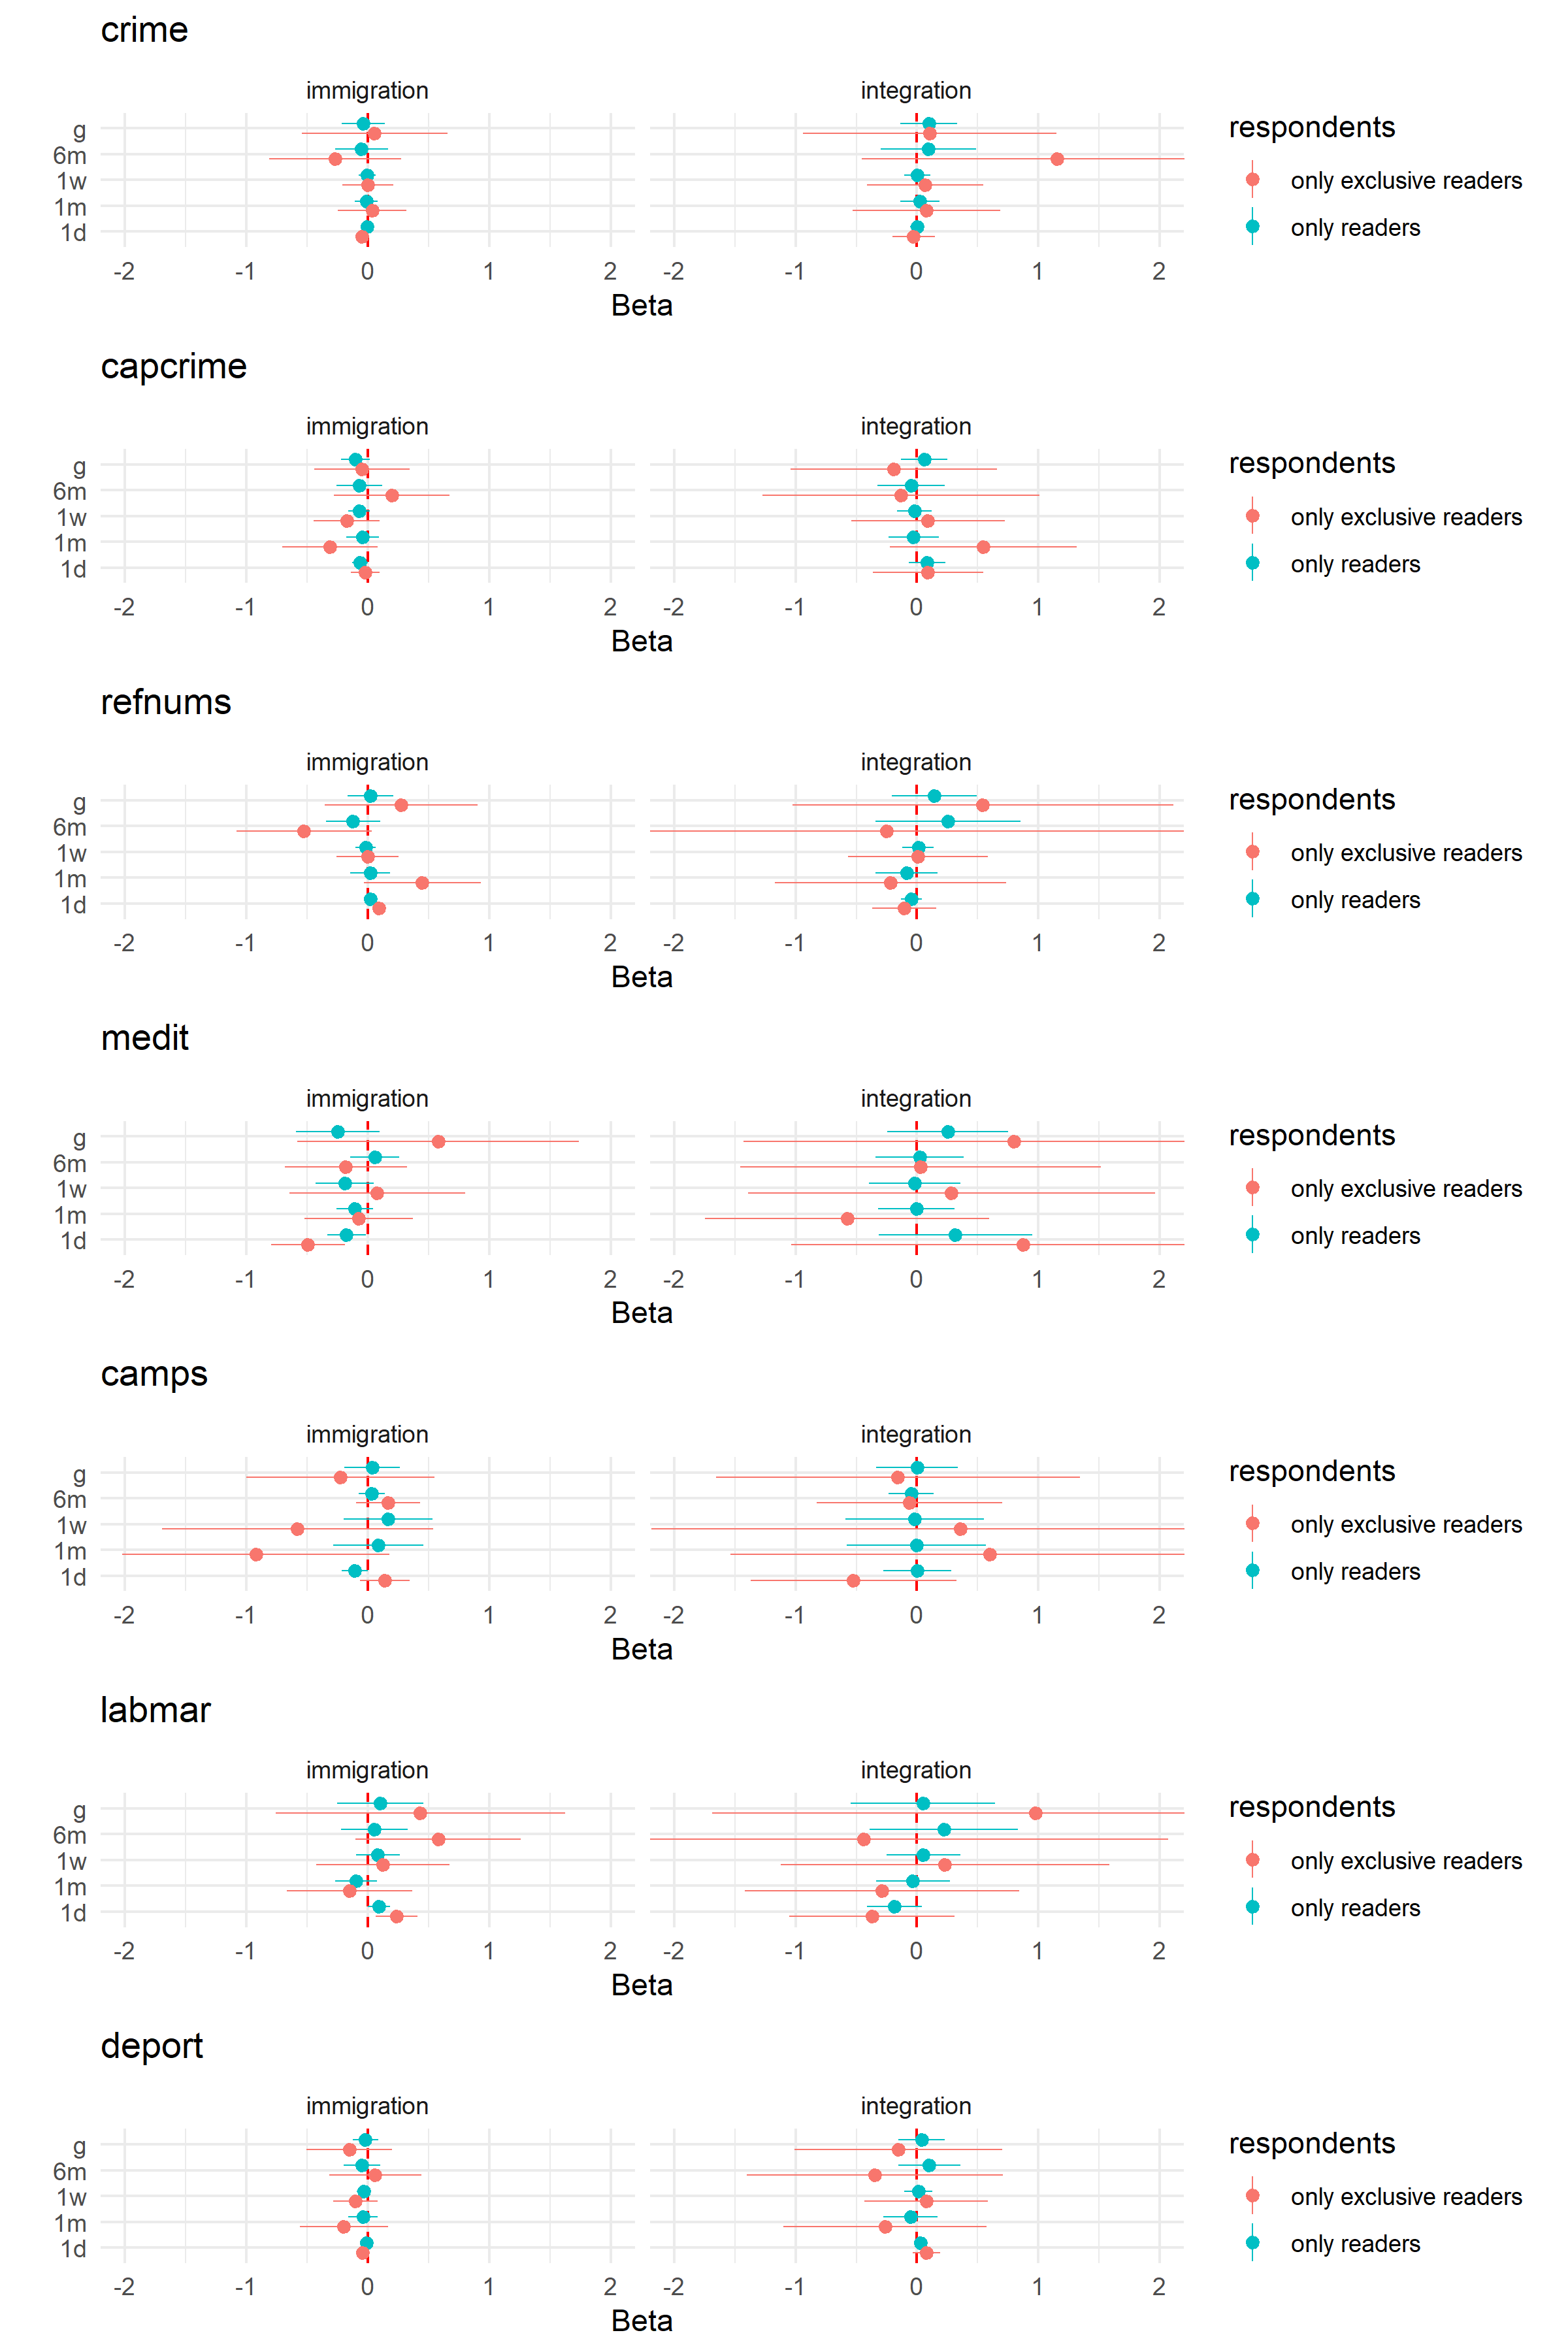 crime
immigration integration
g
6m
1w
1m
1d
respondents
only exclusive readers
only readers
-2 -1 0 1 2 -2 -1 0 1 2
Beta
capcrime
immigration integration
g
6m
1w
1m
1d
respondents
only exclusive readers
only readers
-2 -1 0 1 2 -2 -1 0 1 2
Beta
refnums
immigration integration
g
6m
1w
1m
1d
respondents
only exclusive readers
only readers
-2 -1 0 1 2 -2 -1 0 1 2
Beta
medit
immigration integration
g
6m
1w
1m
1d
respondents
only exclusive readers
only readers
-2 -1 0 1 2 -2 -1 0 1 2
Beta
camps
immigration integration
g
6m
1w
1m
1d
respondents
only exclusive readers
only readers
-2 -1 0 1 2 -2 -1 0 1 2
Beta
labmar
immigration integration
g
6m
1w
1m
1d
respondents
only exclusive readers
only readers
-2 -1 0 1 2 -2 -1 0 1 2
Beta
deport
immigration integration
g
6m
1w
1m
1d
respondents
only exclusive readers
only readers
-2 -1 0 1 2 -2 -1 0 1 2
Beta